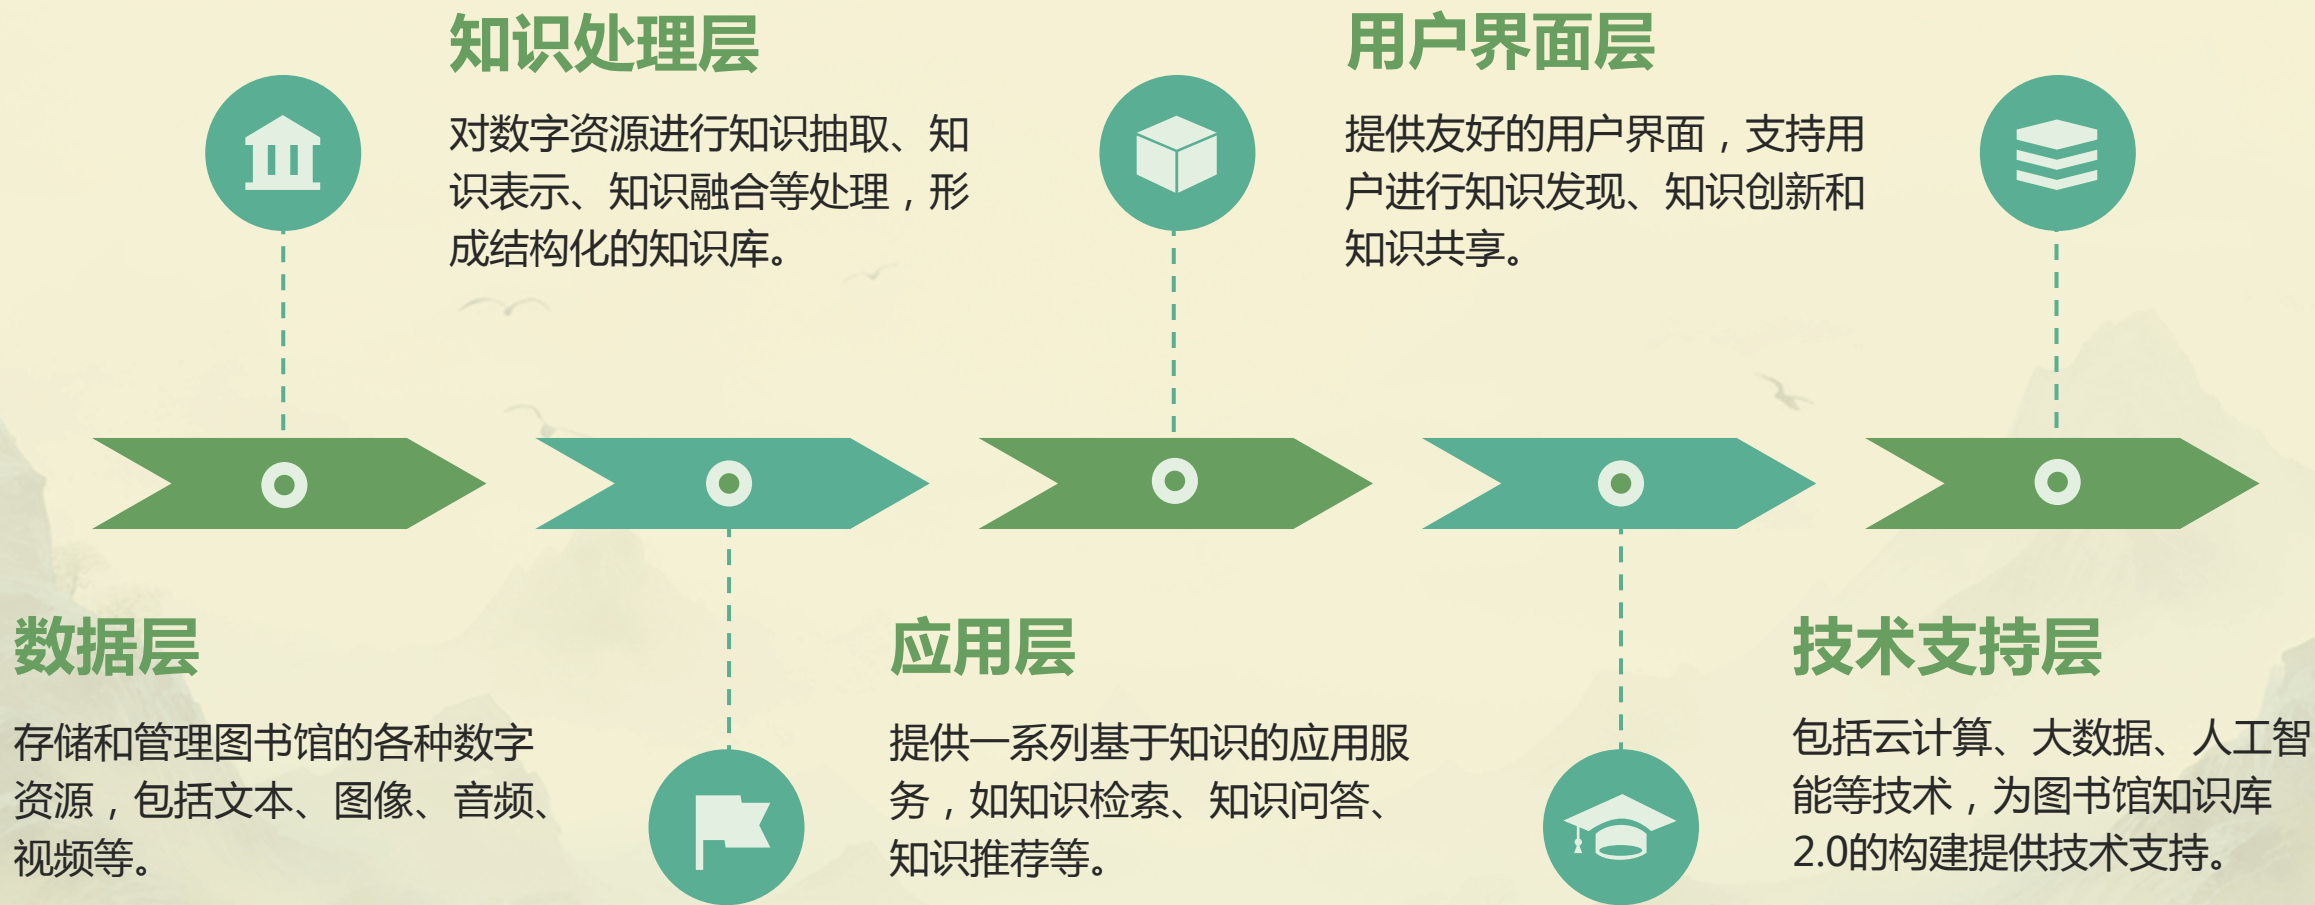 知识处理层
对数字资源进行知识抽取、知
识表示、知识融合等处理，形
成结构化的知识库。
用户界面层
提供友好的用户界面，支持用
户进行知识发现、知识创新和
知识共享。
数据层
存储和管理图书馆的各种数字
资源，包括文本、图像、音频、
视频等。
应用层
提供一系列基于知识的应用服
务，如知识检索、知识问答、
知识推荐等。
技术支持层
包括云计算、大数据、人工智
能等技术，为图书馆知识库
2.0的构建提供技术支持。